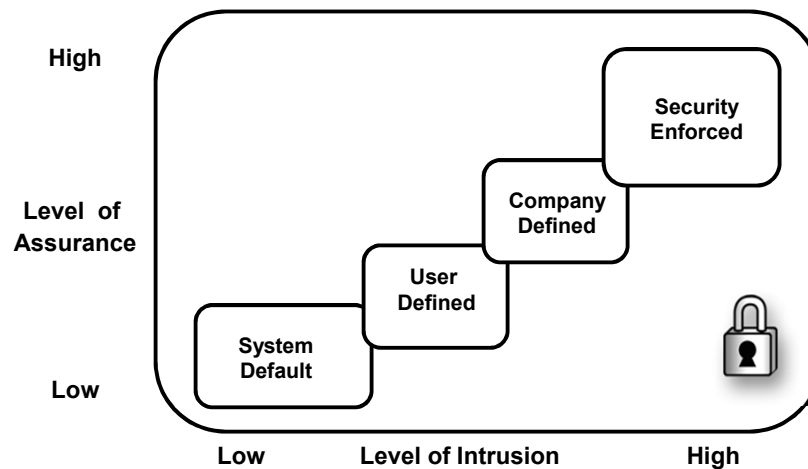 High
Security
Enforced
Company
Defined
Level of
Assurance
User
Defined
System
Default
Low
Low Level of Intrusion High